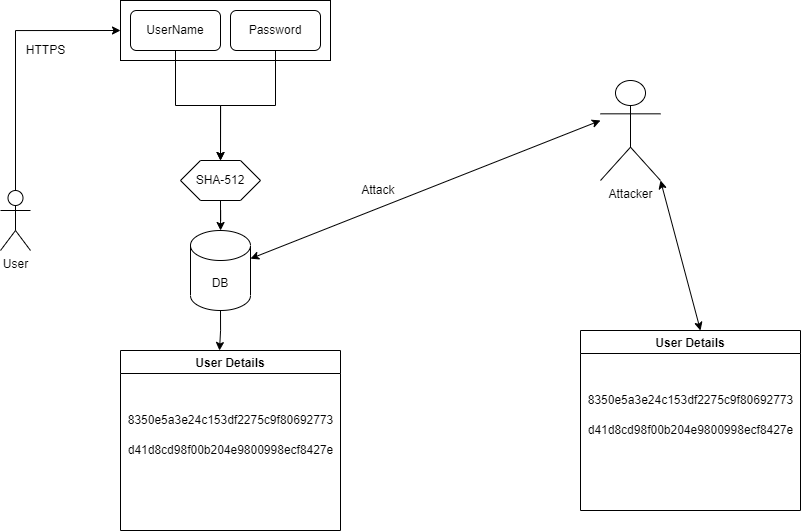 UserName
Password
HTTPS
SHA-512
Attack
Attacker
User
DB
User Details
8350e5a3e24c153df2275c9f80692773
d41d8cd98f00b204e9800998ecf8427e
User Details
8350e5a3e24c153df2275c9f80692773
d41d8cd98f00b204e9800998ecf8427e